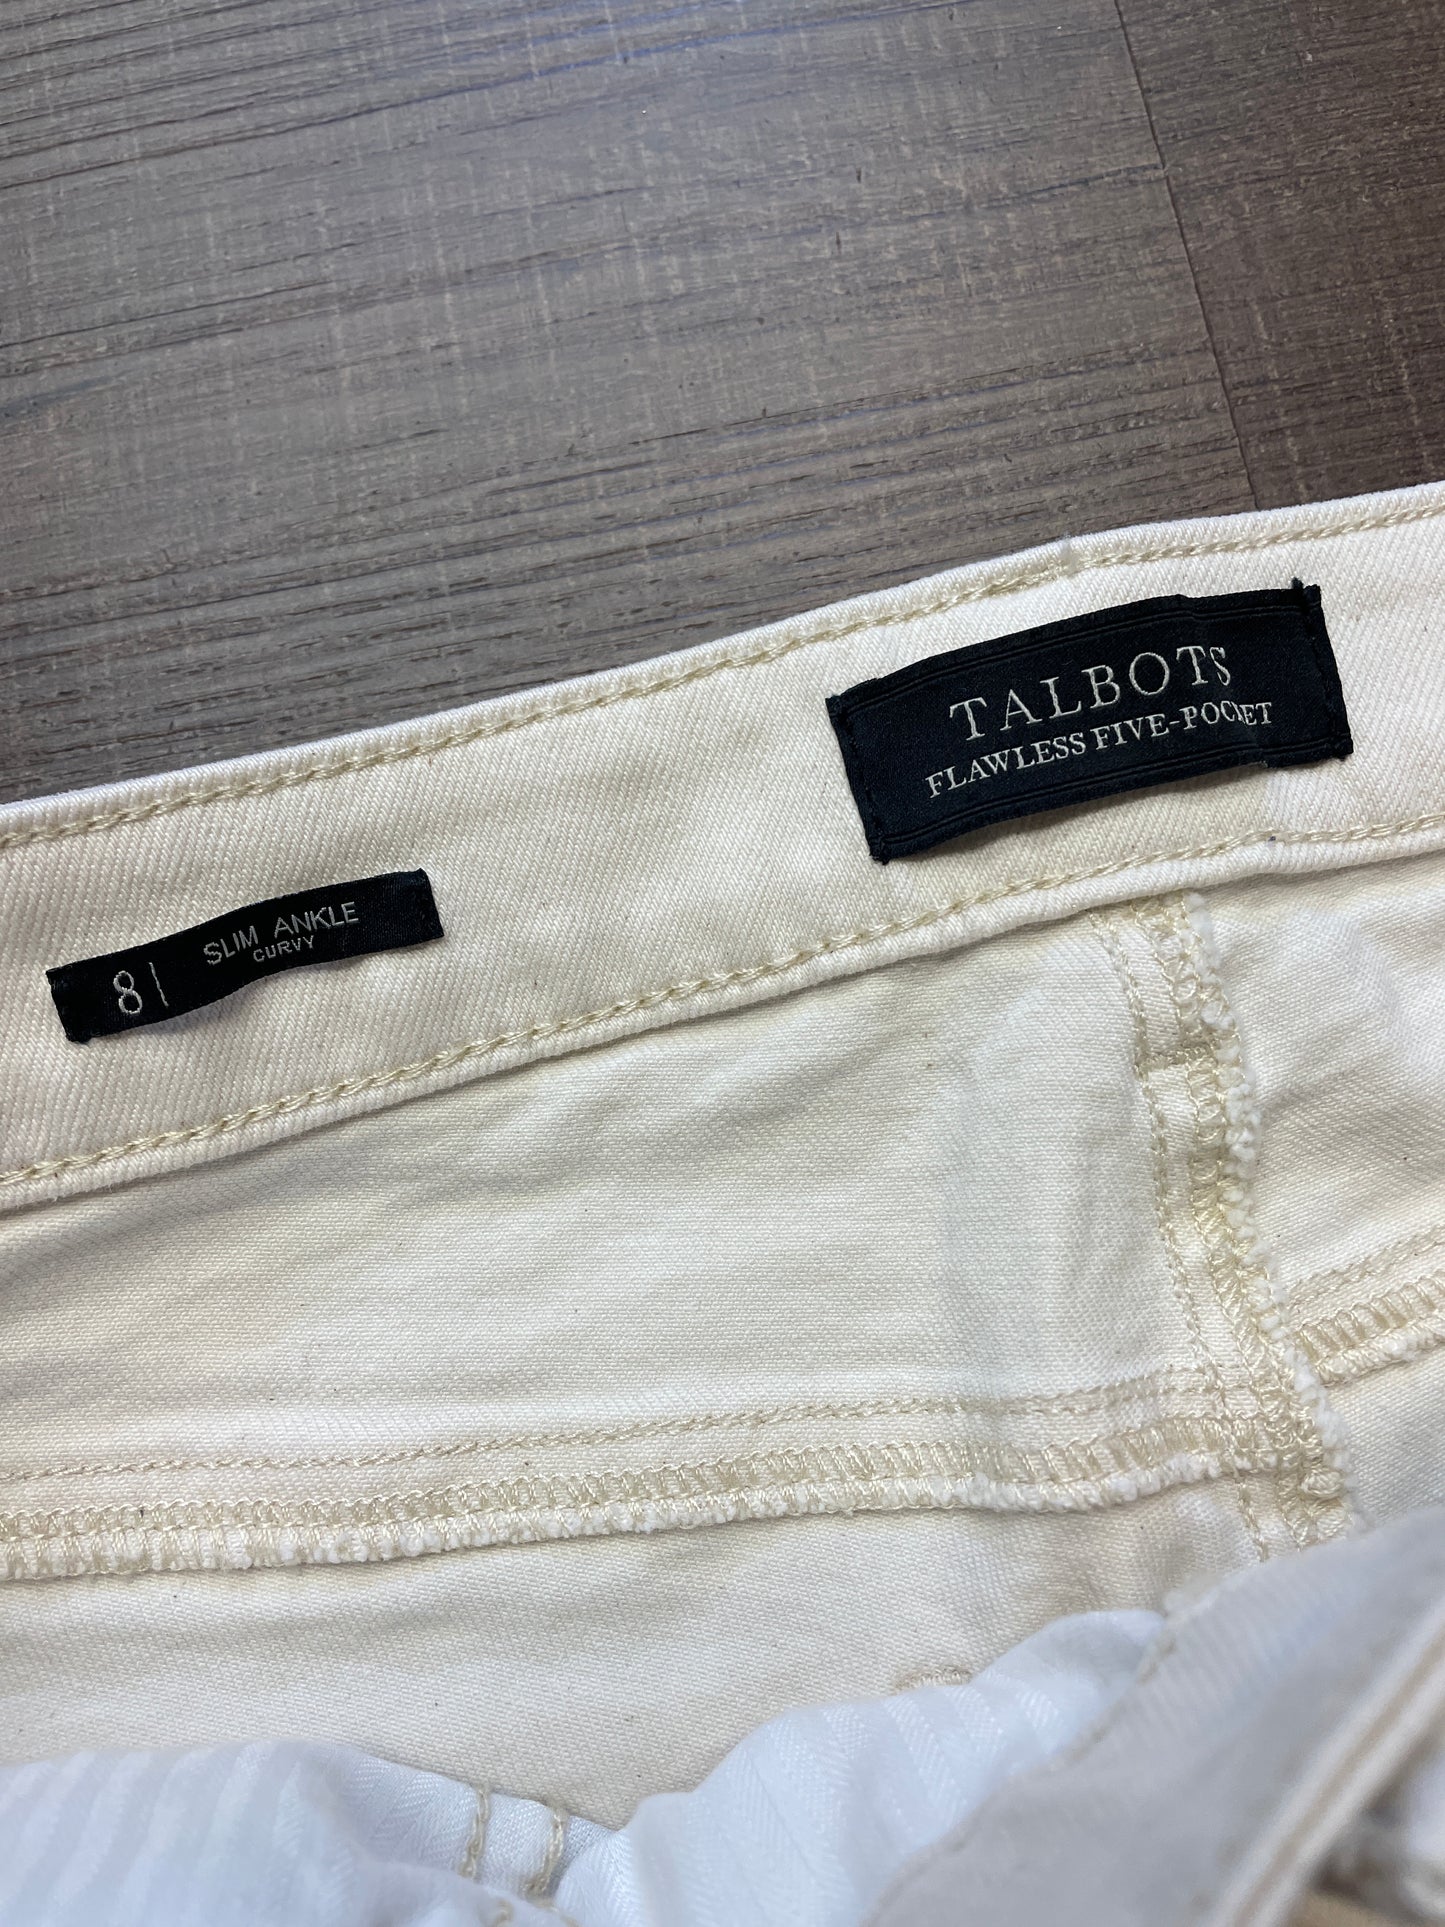 TALBOTS
FLAWLESS FIVE-POCKET
8 | SLIM ANKLE
CURVY